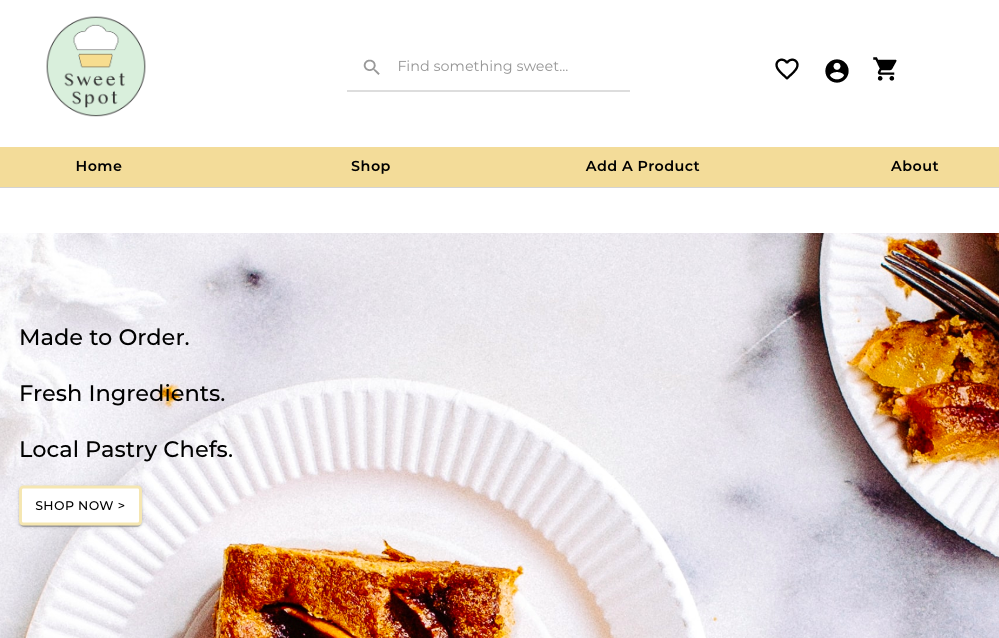 Sweet
Spot
Find something sweet...
Home
Shop
Add A Product
About
Made to Order.
Fresh Ingredients.
Local Pastry Chefs.
SHOP NOW >